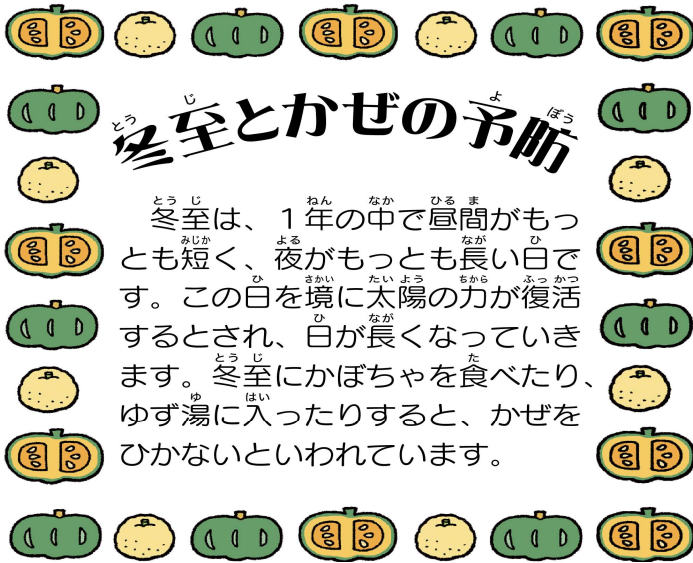 冬至とかぜの予防
冬至は、1年の中で昼間がもっ
とも短く、夜がもっとも長い日で
す。この日を境に太陽の力が復活
するとされ、日が長くなっていき
ます。冬至にかぼちゃを食べたり、
ゆず湯に入ったりすると、かぜを
ひかないといわれています。